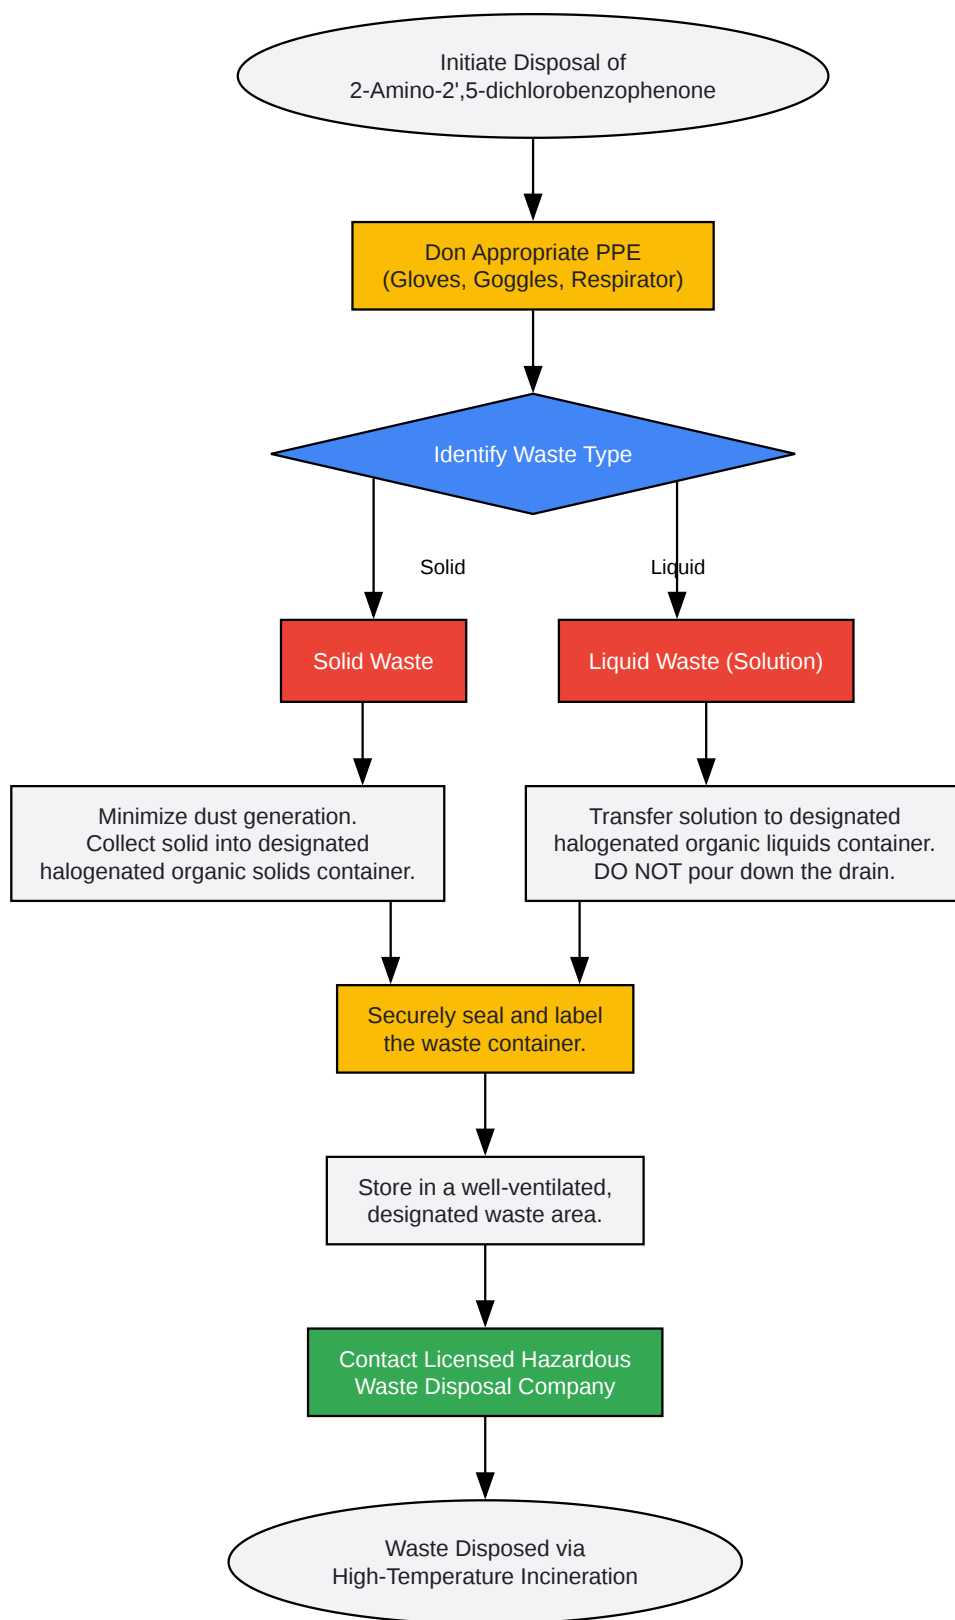 Initiate Disposal of
2-Amino-2',5-dichlorobenzophenone
Don Appropriate PPE
(Gloves, Goggles, Respirator)
Identify Waste Type
Solid
Liquid
Solid Waste
Liquid Waste (Solution)
Minimize dust generation.
Collect solid into designated
halogenated organic solids container.
Transfer solution to designated
halogenated organic liquids container.
DO NOT pour down the drain.
Securely seal and label
the waste container.
Store in a well-ventilated,
designated waste area.
Contact Licensed Hazardous
Waste Disposal Company
Waste Disposed via
High-Temperature Incineration